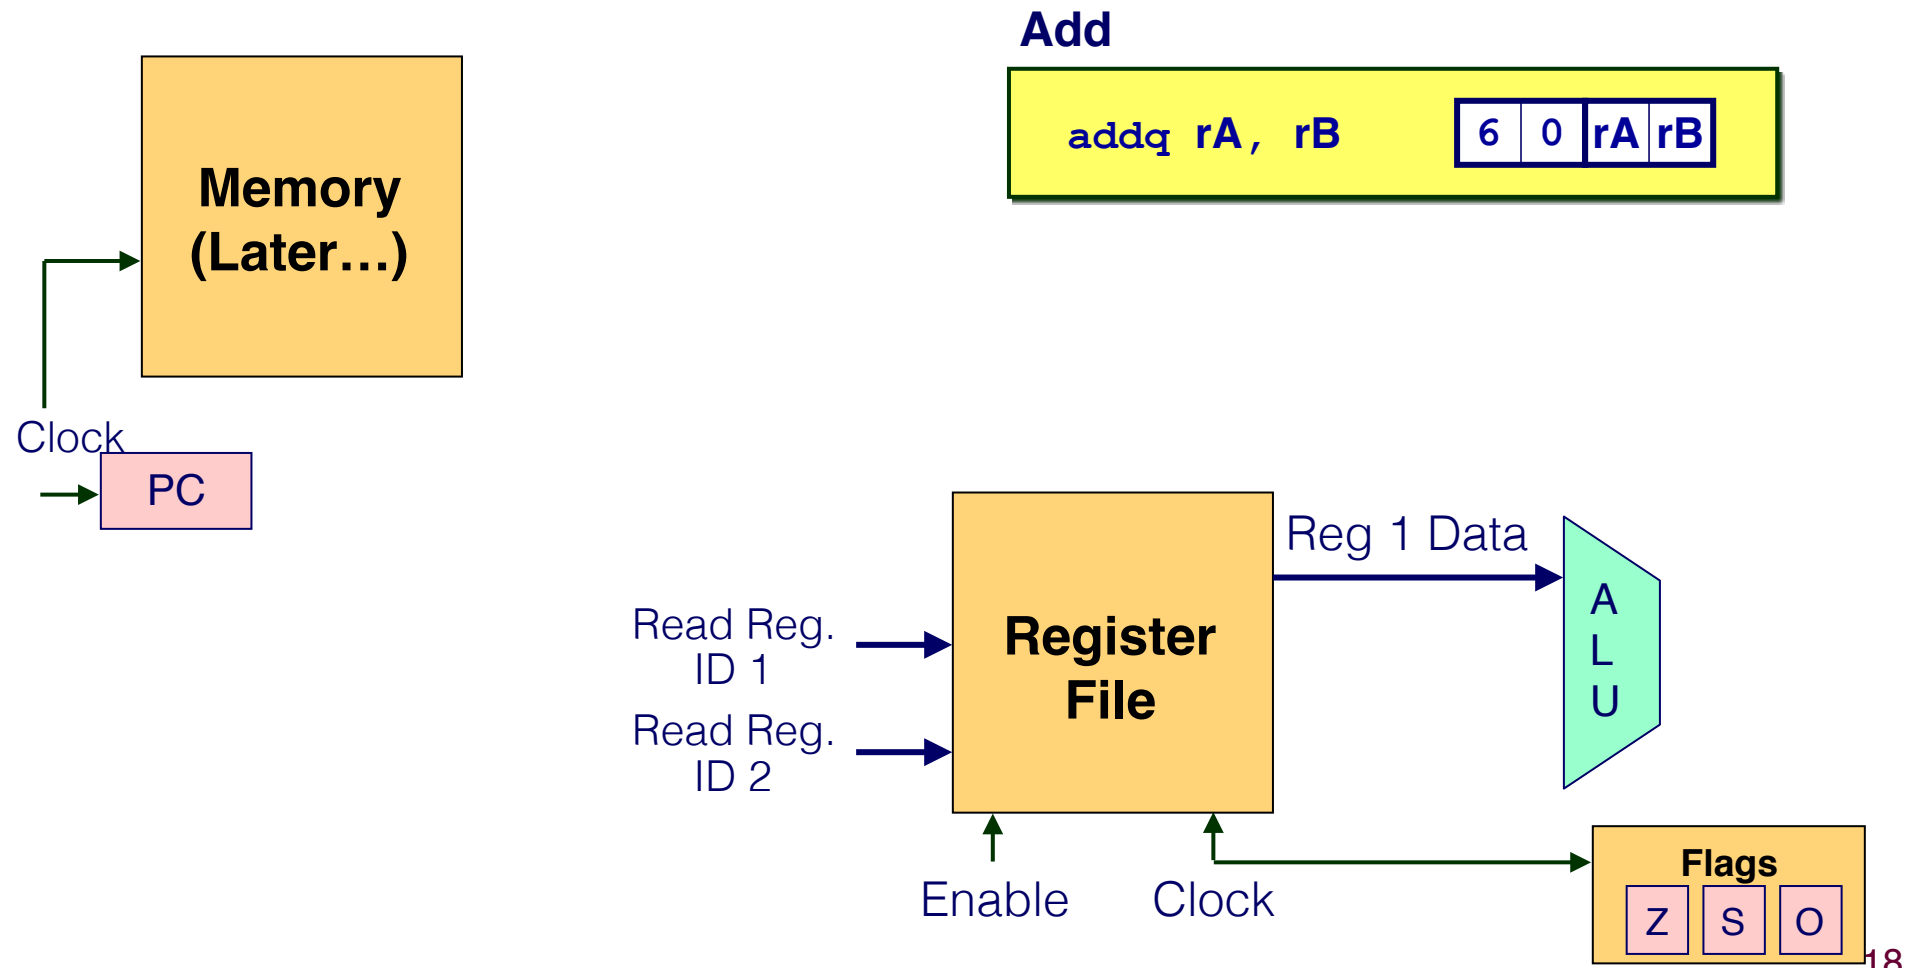 Add
addq rA, rB
6 0 rA rB
Memory
(Later…)
Clock
PC
Reg 1 Data
Read Reg.
ID 1
Read Reg.
ID 2
Register
File
A
L
U
Enable
Clock
Flags
Z S O
18